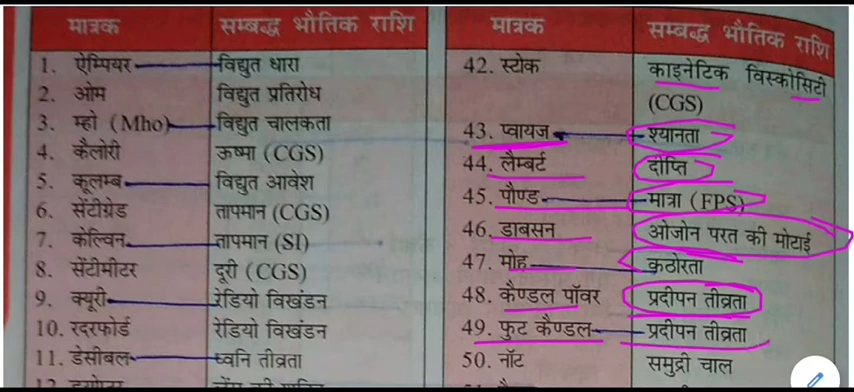 मात्रक सम्बद्ध भौतिक राशि
1. ऐम्पियर विद्युत धारा
2. ओम विद्युत प्रतिरोध
3. म्हो (Mho) विद्युत चालकता
4. कैलोरी ऊष्मा (CGS)
5. कूलम्ब विद्युत आवेश
6. सेंटीग्रेड तापमान (CGS)
7. केल्विन तापमान (SI)
8. सेंटीमीटर दूरी (CGS)
9. क्यूरी रेडियो विखंडन
10. रदरफोर्ड रेडियो विखंडन
11. डेसीबल ध्वनि तीव्रता
मात्रक सम्बद्ध भौतिक राशि
42. स्टोक काइनेटिक विस्कोसिटी
(CGS)
43. प्वायज श्यानता
44. लैम्बर्ट दीप्ति
45. पौण्ड मात्रा (FPS)
46. डाबसन ओजोन परत की मोटाई
47. मोह कठोरता
48. कैण्डल पॉवर प्रदीपन तीव्रता
49. फुट कैण्डल प्रदीपन तीव्रता
50. नॉट समुद्री चाल